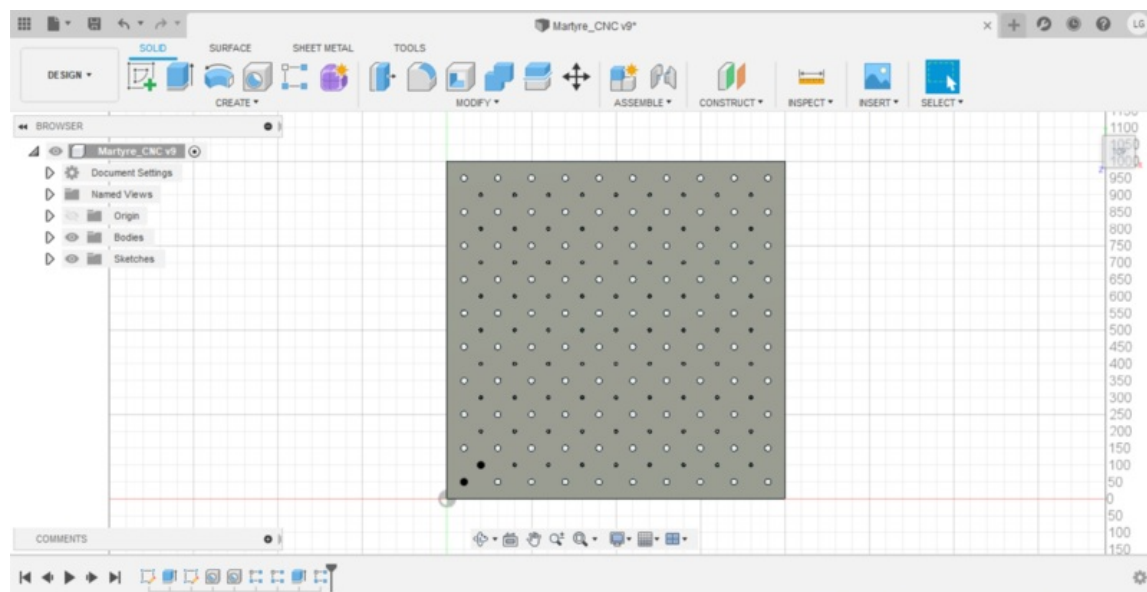 Martyre_CNC v9*
LG
SOLID SURFACE SHEET METAL TOOLS
DESIGN
CREATE MODIFY ASSEMBLE CONSTRUCT INSPECT INSERT SELECT
BROWSER
Martyre_CNC v9
Document Settings
Named Views
Origin
Bodies
Sketches
1100
950
900
850
800
750
700
650
600
550
500
450
400
350
300
250
200
150
100
50
0
50
100
150
COMMENTS